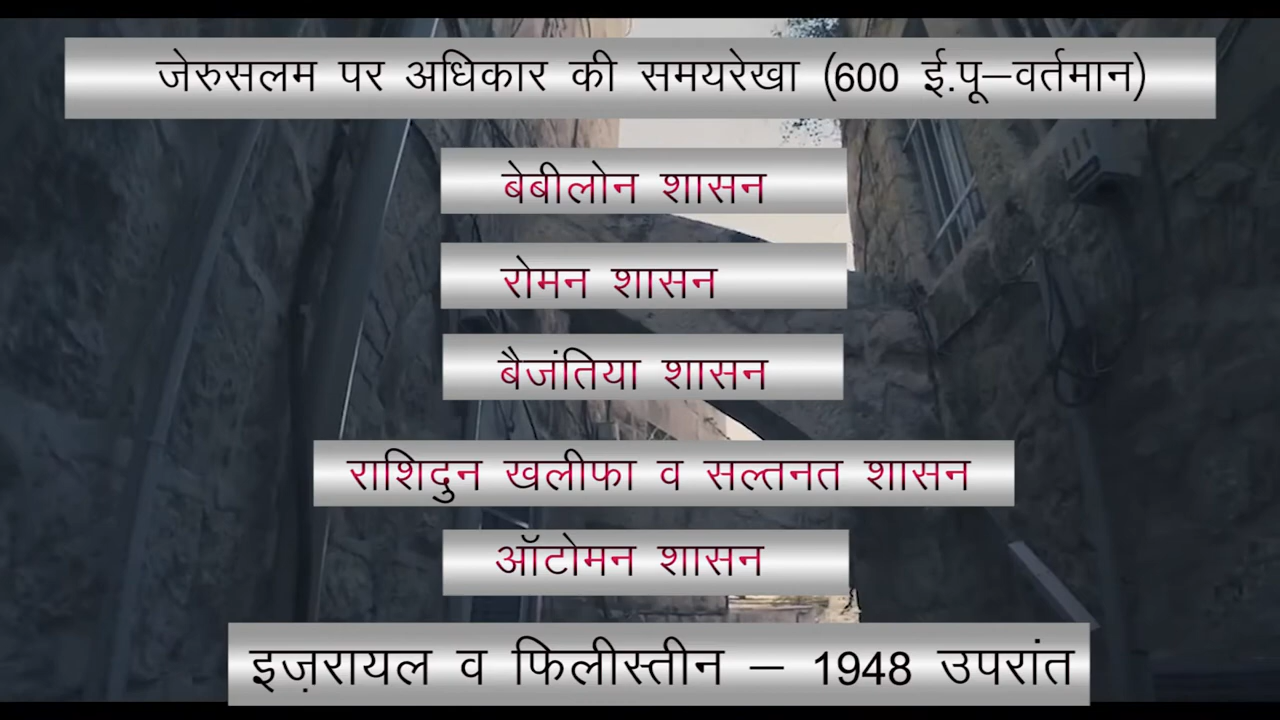 जेरुसलम पर अधिकार की समयरेखा (600 ई.पू–वर्तमान)
बेबीलोन शासन
रोमन शासन
बैजंतिया शासन
राशिदुन खलीफा व सल्तनत शासन
ऑटोमन शासन
इज़रायल व फिलीस्तीन – 1948 उपरांत